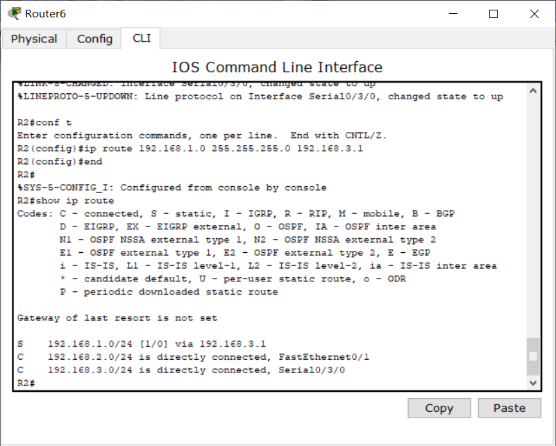 Router6
Physical Config CLI
IOS Command Line Interface
%LINK-5-CHANGED: Interface Serial0/3/0, changed state to up
%LINEPROTO-5-UPDOWN: Line protocol on Interface Serial0/3/0, changed state to up
R2#conf t
Enter configuration commands, one per line.  End with CNTL/Z.
R2(config)#ip route 192.168.1.0 255.255.255.0 192.168.3.1
R2(config)#end
R2#
%SYS-5-CONFIG_I: Configured from console by console
R2#show ip route
Codes: C - connected, S - static, I - IGRP, R - RIP, M - mobile, B - BGP
D - EIGRP, EX - EIGRP external, O - OSPF, IA - OSPF inter area
N1 - OSPF NSSA external type 1, N2 - OSPF NSSA external type 2
E1 - OSPF external type 1, E2 - OSPF external type 2, E - EGP
i - IS-IS, L1 - IS-IS level-1, L2 - IS-IS level-2, ia - IS-IS inter area
* - candidate default, U - per-user static route, o - ODR
P - periodic downloaded static route
Gateway of last resort is not set
S    192.168.1.0/24 [1/0] via 192.168.3.1
C    192.168.2.0/24 is directly connected, FastEthernet0/1
C    192.168.3.0/24 is directly connected, Serial0/3/0
R2#
Copy Paste